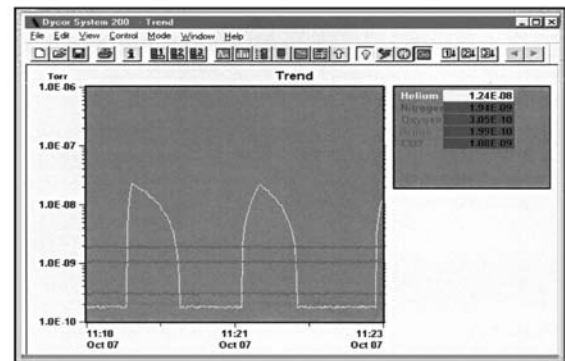 Dycor System 200 - Trend
File Edit View Control Mode Window Help
Torr
Trend
1.0E-06
1.0E-07
1.0E-08
1.0E-09
1.0E-10
11:18
Oct 07
11:21
Oct 07
11:23
Oct 07
Helium 1.24E-08
Nitrogen 1.94E-09
Oxygen 3.05E-10
1.99E-10
CO2 1.08E-09